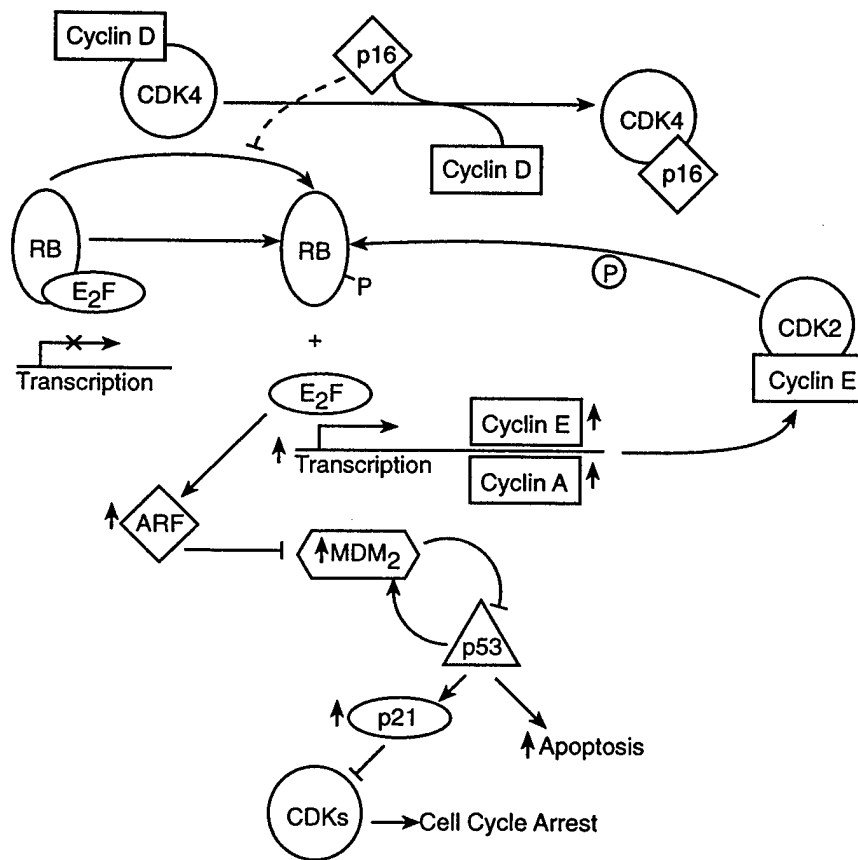 Cyclin D
p16
CDK4
CDK4
Cyclin D
p16
RB
RB
E2F
P
P
CDK2
+
Transcription
Cyclin E
E2F
Cyclin E
Transcription
Cyclin A
ARF
MDM2
p53
p21
Apoptosis
CDKs
Cell Cycle Arrest